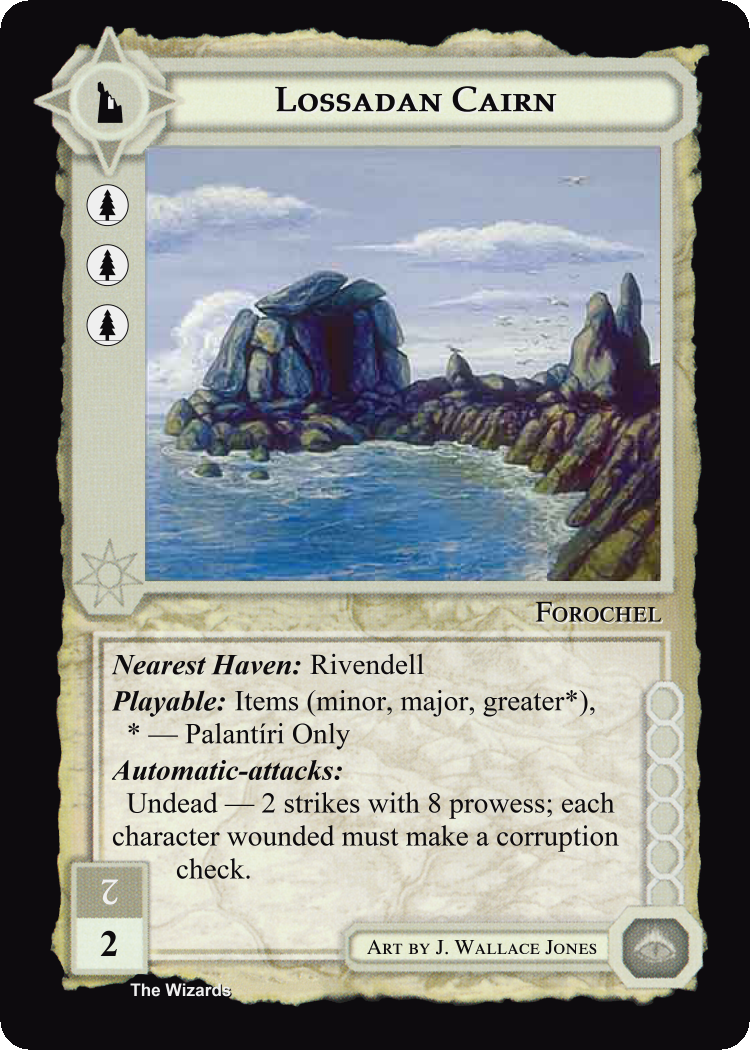 Lossadan Cairn
Forochel
Nearest Haven: Rivendell
Playable: Items (minor, major, greater*),
* — Palantíri Only
Automatic-attacks:
Undead — 2 strikes with 8 prowess; each
character wounded must make a corruption
check.
2
2
Art by J. Wallace Jones
The Wizards